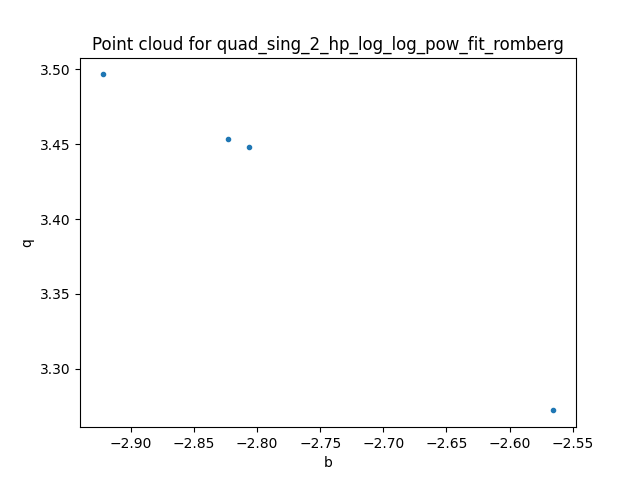 Point cloud for quad_sing_2_hp_log_log_pow_fit_romberg
3.50
3.45
3.40
3.35
3.30
q
−2.90 −2.85 −2.80 −2.75 −2.70 −2.65 −2.60 −2.55
b